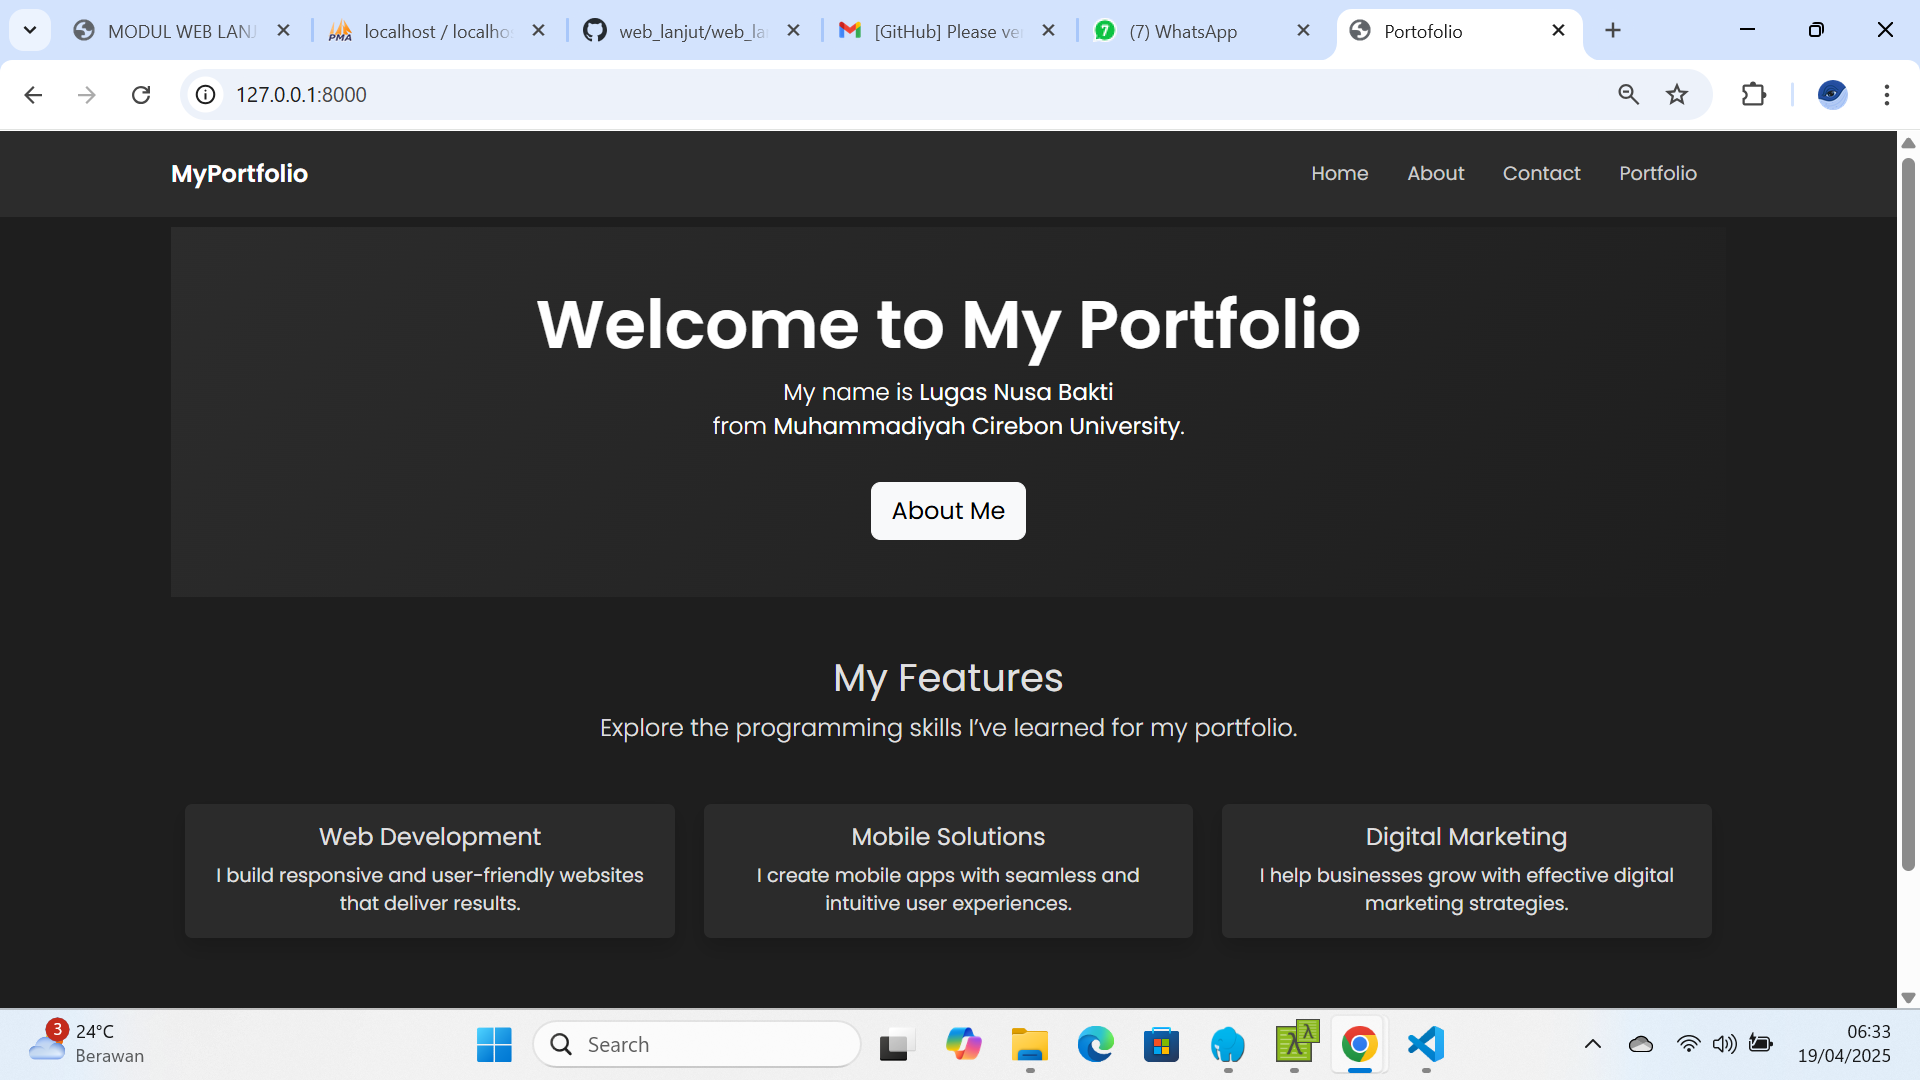 MODUL WEB LANJ
localhost / localhos
web_lanjut/web_la
[GitHub] Please ver
7
(7) WhatsApp
Portofolio
127.0.0.1:8000
MyPortfolio
Home
About
Contact
Portfolio
Welcome to My Portfolio
My name is Lugas Nusa Bakti
from Muhammadiyah Cirebon University.
About Me
My Features
Explore the programming skills I’ve learned for my portfolio.
Web Development
I build responsive and user-friendly websites
that deliver results.
Mobile Solutions
I create mobile apps with seamless and
intuitive user experiences.
Digital Marketing
I help businesses grow with effective digital
marketing strategies.
3
24°C
Berawan
Search
06:33
19/04/2025